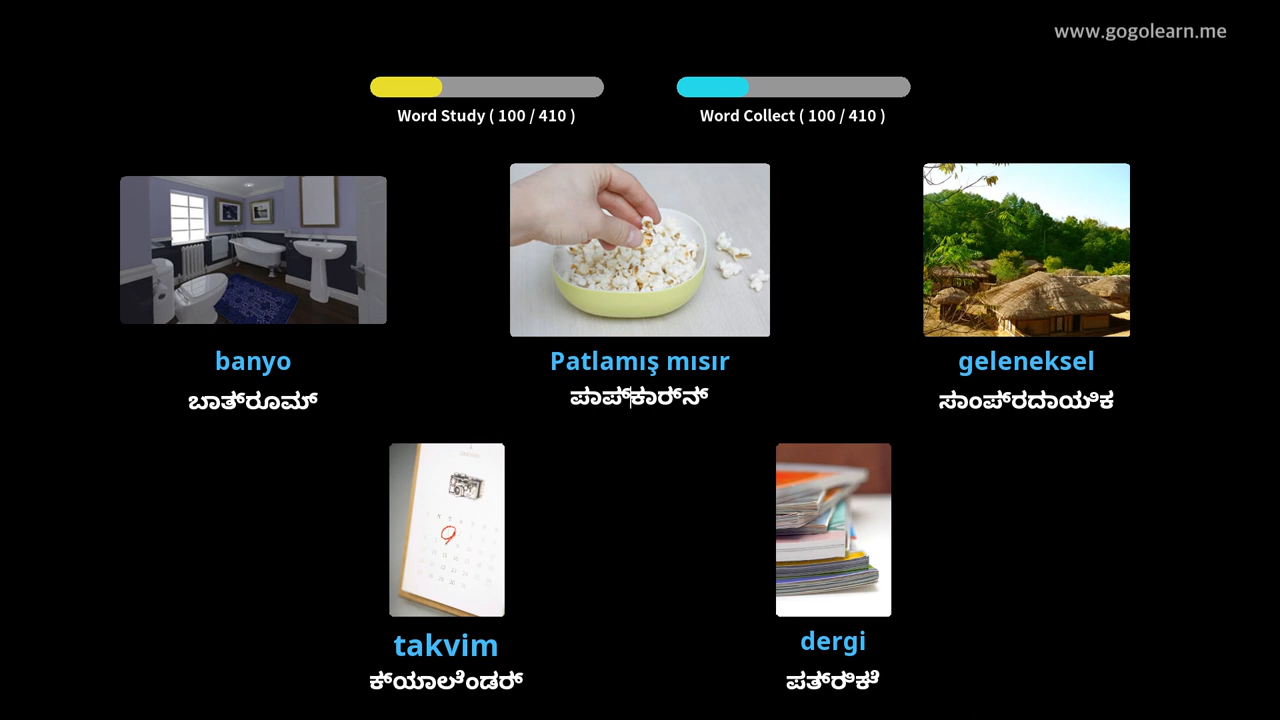 www.gogolearn.me
Word Study ( 100 / 410 )
Word Collect ( 100 / 410 )
banyo
Patlamış mısır
geleneksel
ಬಾತ್‌ರೂಮ್
ಪಾಪ್‌ಕಾರ್ನ್
ಸಾಂಪ್ರದಾಯಿಕ
takvim
dergi
ಕ್ಯಾಲೆಂಡರ್
ಪತ್ರಿಕೆ